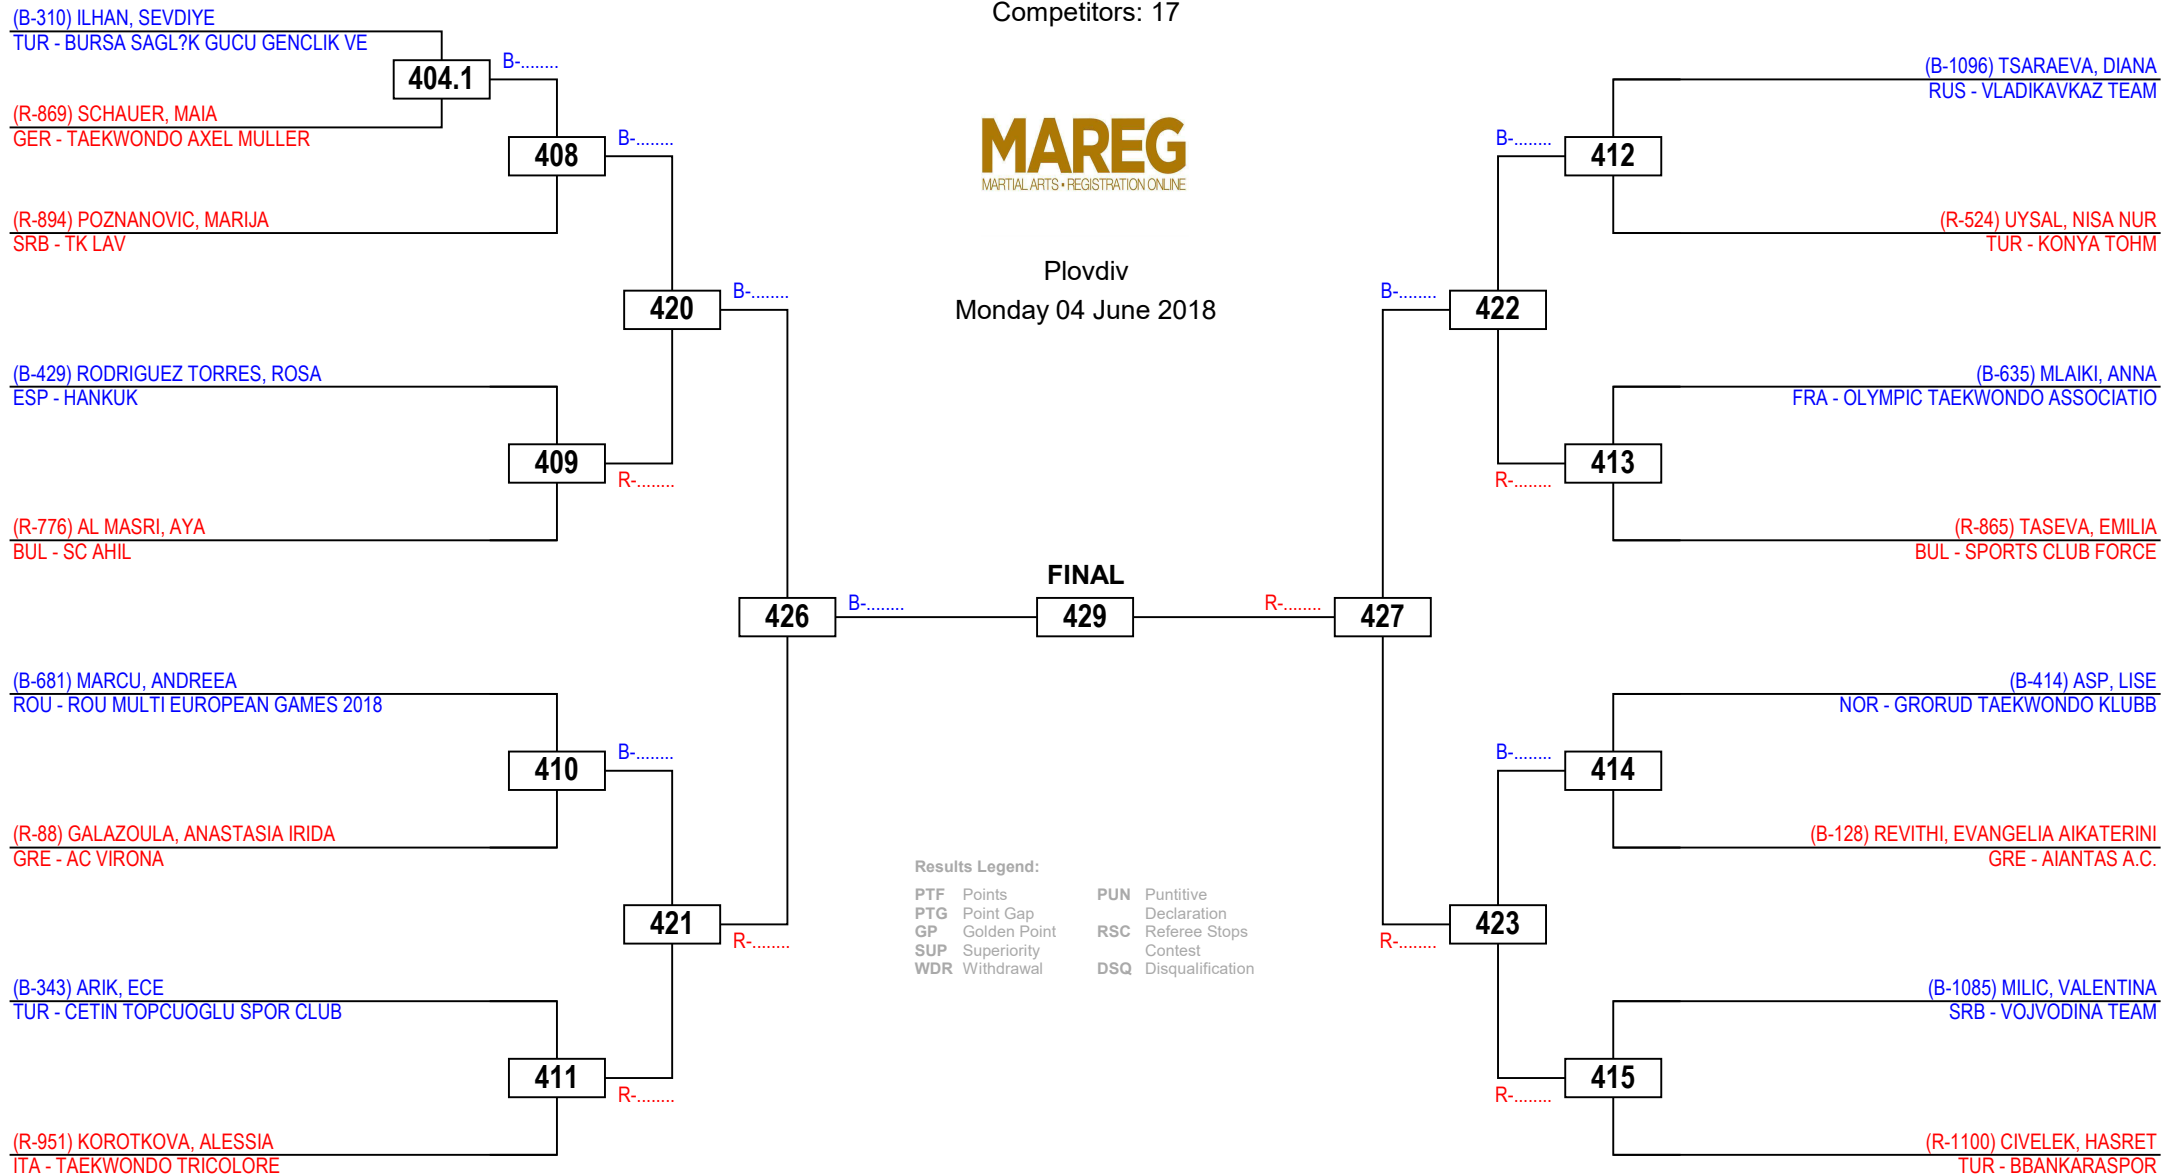 Competitors: 17
(B-310) ILHAN, SEVDIYE
TUR - BURSA SAGL?K GUCU GENCLIK VE
404.1
B-........
(R-869) SCHAUER, MAIA
GER - TAEKWONDO AXEL MULLER
408
B-........
(R-894) POZNANOVIC, MARIJA
SRB - TK LAV
420
B-........
(B-429) RODRIGUEZ TORRES, ROSA
ESP - HANKUK
409
R-........
(R-776) AL MASRI, AYA
BUL - SC AHIL
426
B-........
(B-681) MARCU, ANDREEA
ROU - ROU MULTI EUROPEAN GAMES 2018
410
B-........
(R-88) GALAZOULA, ANASTASIA IRIDA
GRE - AC VIRONA
421
R-........
(B-343) ARIK, ECE
TUR - CETIN TOPCUOGLU SPOR CLUB
411
R-........
(R-951) KOROTKOVA, ALESSIA
ITA - TAEKWONDO TRICOLORE
MAREG
MARTIAL ARTS • REGISTRATION ONLINE
Plovdiv
Monday 04 June 2018
FINAL
429
Results Legend:
PTF Points
PTG Point Gap
GP Golden Point
SUP Superiority
WDR Withdrawal
PUN Puntitive
Declaration
RSC Referee Stops
Contest
DSQ Disqualification
(B-1096) TSARAEVA, DIANA
RUS - VLADIKAVKAZ TEAM
B-........
412
(R-524) UYSAL, NISA NUR
TUR - KONYA TOHM
B-........
422
(B-635) MLAIKI, ANNA
FRA - OLYMPIC TAEKWONDO ASSOCIATIO
413
R-........
(R-865) TASEVA, EMILIA
BUL - SPORTS CLUB FORCE
R-........
427
(B-414) ASP, LISE
NOR - GRORUD TAEKWONDO KLUBB
B-........
414
(B-128) REVITHI, EVANGELIA AIKATERINI
GRE - AIANTAS A.C.
423
R-........
(B-1085) MILIC, VALENTINA
SRB - VOJVODINA TEAM
415
R-........
(R-1100) CIVELEK, HASRET
TUR - BBANKARASPOR